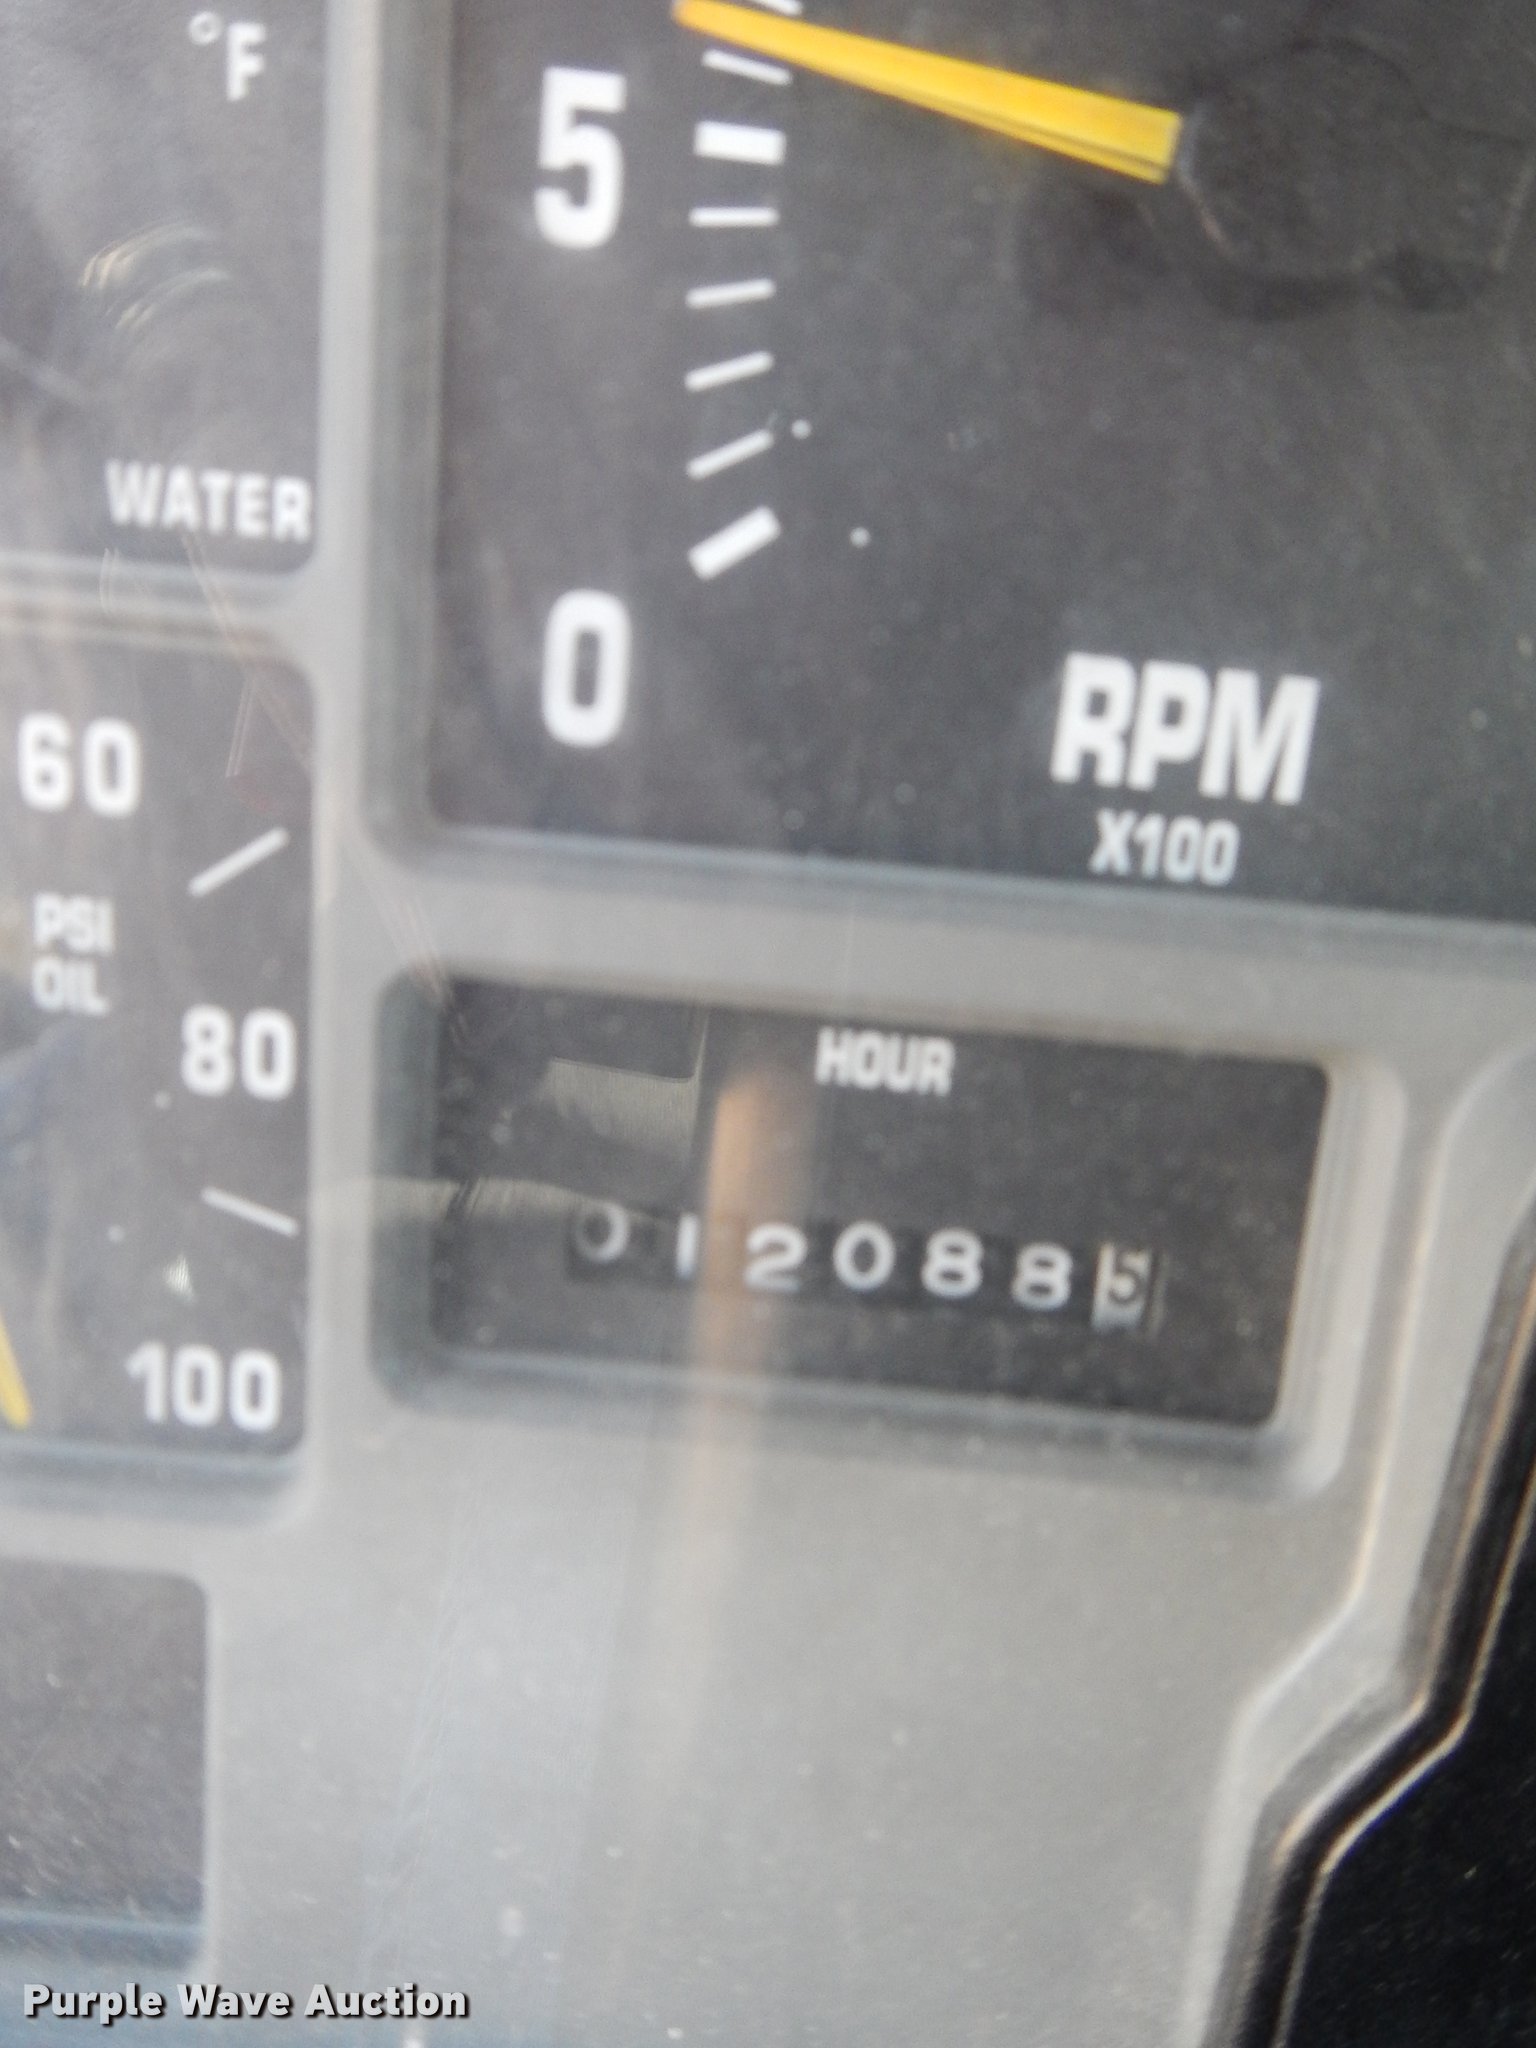 °F
5
WATER
0
RPM
X100
60
PSI
OIL
80
100
HOUR
0120885
Purple Wave Auction